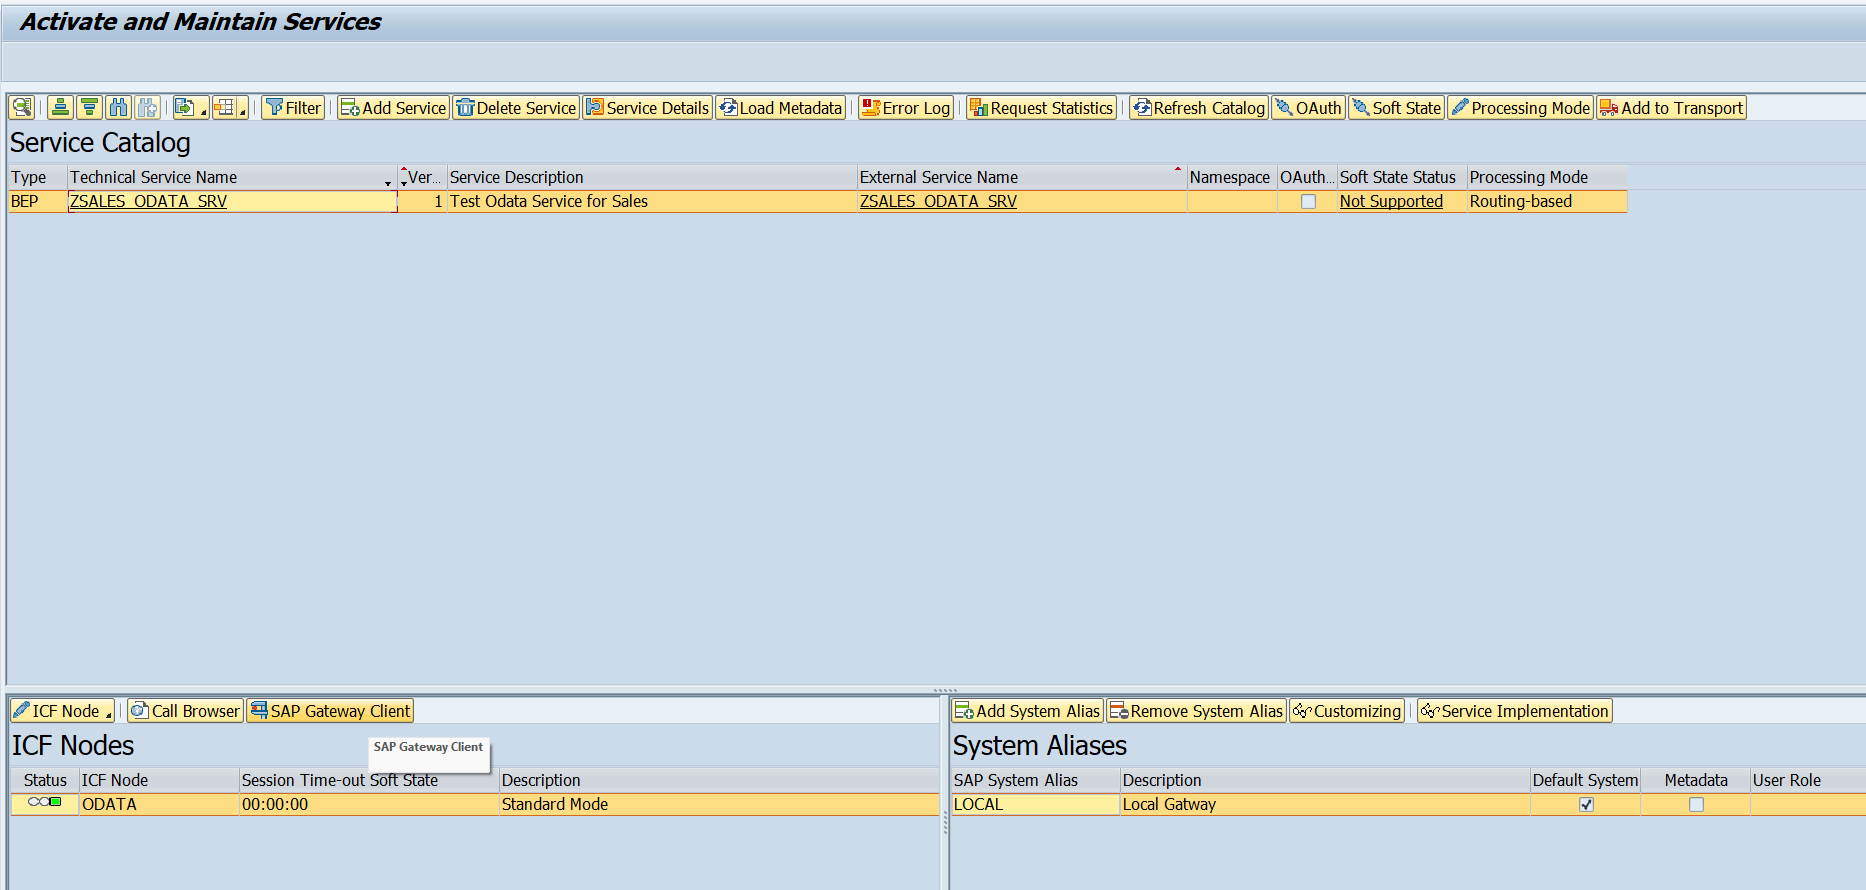 Activate and Maintain Services
Filter Add Service Delete Service Service Details Load Metadata Error Log Request Statistics Refresh Catalog OAuth Soft State Processing Mode Add to Transport
Service Catalog
Type Technical Service Name Ver... Service Description External Service Name Namespace OAuth... Soft State Status Processing Mode
BEP ZSALES_ODATA_SRV 1 Test Odata Service for Sales ZSALES_ODATA_SRV Not Supported Routing-based
ICF Node Call Browser SAP Gateway Client
ICF Nodes
SAP Gateway Client
Status ICF Node Session Time-out Soft State Description
ODATA 00:00:00 Standard Mode
Add System Alias Remove System Alias Customizing Service Implementation
System Aliases
SAP System Alias Description Default System Metadata User Role
LOCAL Local Gatway